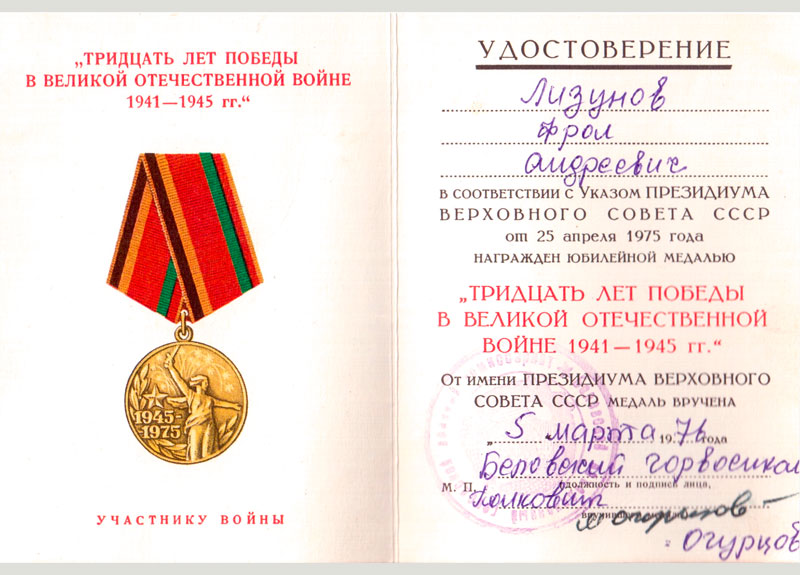 „ТРИДЦАТЬ ЛЕТ ПОБЕДЫ
В ВЕЛИКОЙ ОТЕЧЕСТВЕННОЙ ВОЙНЕ
1941—1945 гг.“
1945-
1975
УЧАСТНИКУ ВОЙНЫ
УДОСТОВЕРЕНИЕ
Лизунов
Фрол
Андреевич
В СООТВЕТСТВИИ С УКАЗОМ ПРЕЗИДИУМА
ВЕРХОВНОГО СОВЕТА СССР
от 25 апреля 1975 года
НАГРАЖДЕН ЮБИЛЕЙНОЙ МЕДАЛЬЮ
„ТРИДЦАТЬ ЛЕТ ПОБЕДЫ
В ВЕЛИКОЙ ОТЕЧЕСТВЕННОЙ
ВОЙНЕ 1941—1945 гг.“
От имени ПРЕЗИДИУМА ВЕРХОВНОГО
СОВЕТА СССР МЕДАЛЬ ВРУЧЕНА
„5 марта 1976 года
Беловский горвоенком
М. П. должность и подпись лица,
Полковник
Огурцов